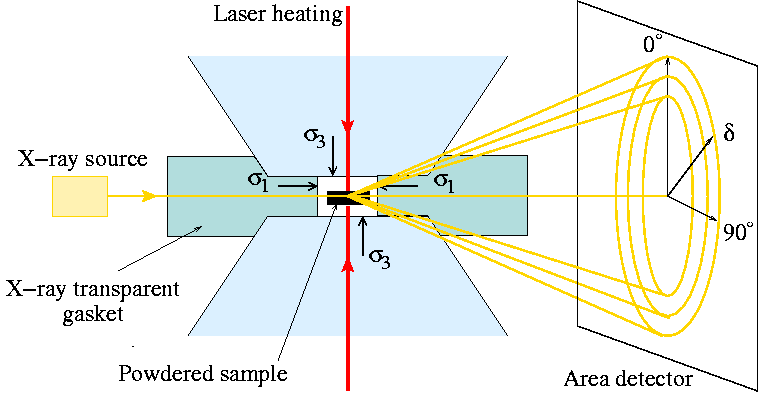 Laser heating
0°
σ3
δ
X−ray source
σ1
σ1
90°
σ3
X−ray transparent
gasket
Powdered sample
Area detector